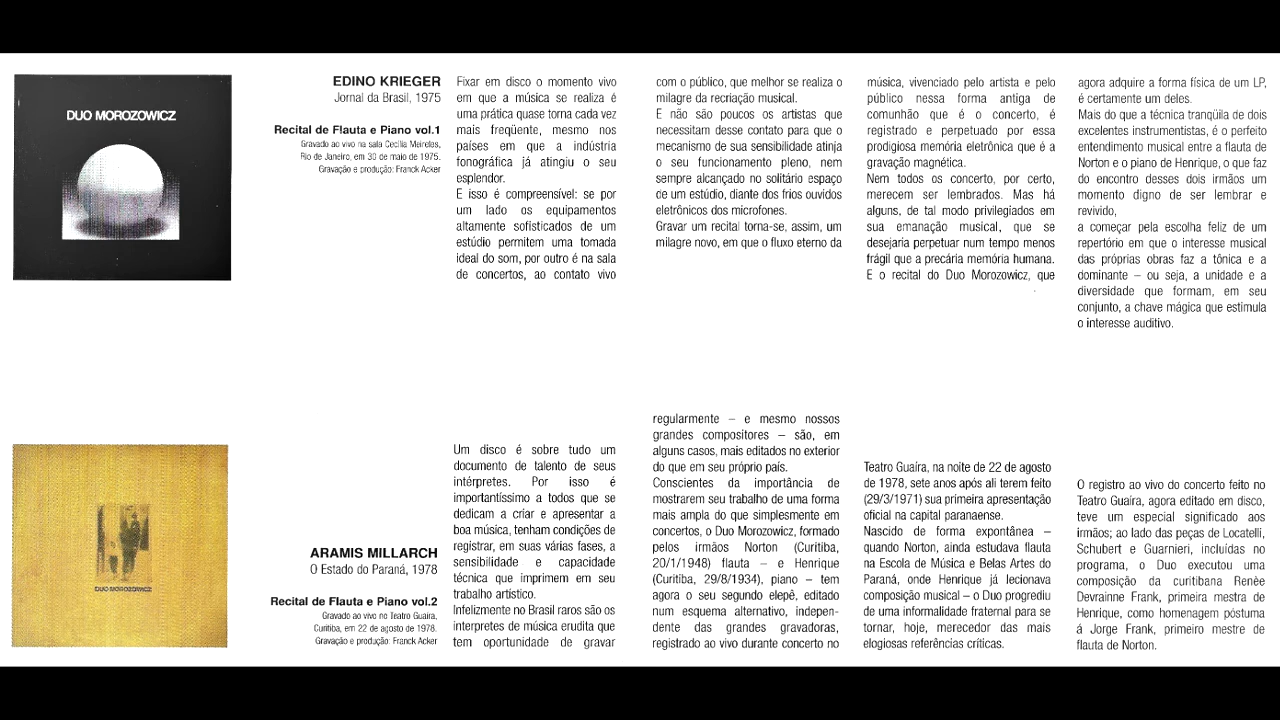 DUO MOROZOWICZ
EDINO KRIEGER
Jornal da Brasil, 1975
Recital de Flauta e Piano vol.1
Gravado ao vivo na sala Cecília Meireles,
Rio de Janeiro, em 30 de maio de 1975.
Gravação e produção: Franck Acker
Fixar em disco o momento vivo
em que a música se realiza é
uma prática quase torna cada vez
mais freqüente, mesmo nos
países em que a indústria
fonográfica já atingiu o seu
esplendor.
E isso é compreensível: se por
um lado os equipamentos
altamente sofisticados de um
estúdio permitem uma tomada
ideal do som, por outro é na sala
de concertos, ao contato vivo
com o público, que melhor se realiza o
milagre da recriação musical.
E não são poucos os artistas que
necessitam desse contato para que o
mecanismo de sua sensibilidade atinja
o seu funcionamento pleno, nem
sempre alcançado no solitário espaço
de um estúdio, diante dos frios ouvidos
eletrônicos dos microfones.
Gravar um recital torna-se, assim, um
milagre novo, em que o fluxo eterno da
música, vivenciado pelo artista e pelo
público nessa forma antiga de
comunhão que é o concerto, é
registrado e perpetuado por essa
prodigiosa memória eletrônica que é a
gravação magnética.
Nem todos os concerto, por certo,
merecem ser lembrados. Mas há
alguns, de tal modo privilegiados em
sua emanação musical, que se
desejaria perpetuar num tempo menos
frágil que a precária memória humana.
E o recital do Duo Morozowicz, que
agora adquire a forma física de um LP,
é certamente um deles.
Mais do que a técnica tranqüila de dois
excelentes instrumentistas, é o perfeito
entendimento musical entre a flauta de
Norton e o piano de Henrique, o que faz
do encontro desses dois irmãos um
momento digno de ser lembrar e
revivido,
a começar pela escolha feliz de um
repertório em que o interesse musical
das próprias obras faz a tônica e a
dominante – ou seja, a unidade e a
diversidade que formam, em seu
conjunto, a chave mágica que estimula
o interesse auditivo.
DUO MOROZOWICZ
ARAMIS MILLARCH
O Estado do Paraná, 1978
Recital de Flauta e Piano vol.2
Gravado ao vivo no Teatro Guaíra,
Curitiba, em 22 de agosto de 1978.
Gravação e produção: Franck Acker
Um disco é sobre tudo um
documento de talento de seus
intérpretes. Por isso é
importantíssimo a todos que se
dedicam a criar e apresentar a
boa música, tenham condições de
registrar, em suas várias fases, a
sensibilidade e capacidade
técnica que imprimem em seu
trabalho artístico.
Infelizmente no Brasil raros são os
interpretes de música erudita que
tem oportunidade de gravar
regularmente – e mesmo nossos
grandes compositores – são, em
alguns casos, mais editados no exterior
do que em seu próprio país.
Conscientes da importância de
mostrarem seu trabalho de uma forma
mais ampla do que simplesmente em
concertos, o Duo Morozowicz, formado
pelos irmãos Norton (Curitiba,
20/1/1948) flauta – e Henrique
(Curitiba, 29/8/1934), piano – tem
agora o seu segundo elepê, editado
num esquema alternativo, indepen-
dente das grandes gravadoras,
registrado ao vivo durante concerto no
Teatro Guaíra, na noite de 22 de agosto
de 1978, sete anos após ali terem feito
(29/3/1971) sua primeira apresentação
oficial na capital paranaense.
Nascido de forma expontânea –
quando Norton, ainda estudava flauta
na Escola de Música e Belas Artes do
Paraná, onde Henrique já lecionava
composição musical – o Duo progrediu
de uma informalidade fraternal para se
tornar, hoje, merecedor das mais
elogiosas referências críticas.
O registro ao vivo do concerto feito no
Teatro Guaíra, agora editado em disco,
teve um especial significado aos
irmãos; ao lado das peças de Locatelli,
Schubert e Guarnieri, incluídas no
programa, o Duo executou uma
composição da curitibana Renèe
Devrainne Frank, primeira mestra de
Henrique, como homenagem póstuma
á Jorge Frank, primeiro mestre de
flauta de Norton.